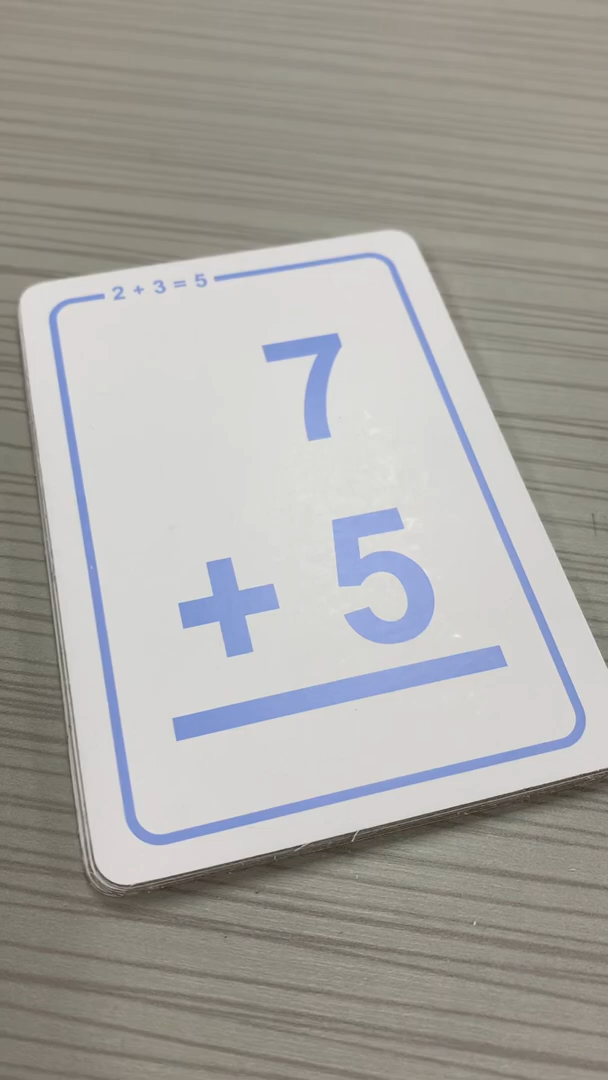 2 + 3 = 5
7
+ 5